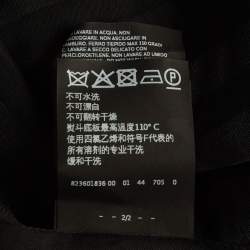 LAVARE IN ACQUA, NON
CANDEGGIARE, NON ASCIUGARE IN
TAMBURO, FERRO TIEPIDO MAX 110 GRADI
LAVARE A SECCO DELICATO CON
PERCLOROETILENE, O AL PRIMO
不可水洗
不可漂白
不可翻转干燥
熨斗底板最高温度110° C
使用四氯乙烯和符号F代表的
所有溶剂的专业干洗
缓和干洗
823601836 00 01 44 705 0
- - 2/2 - -